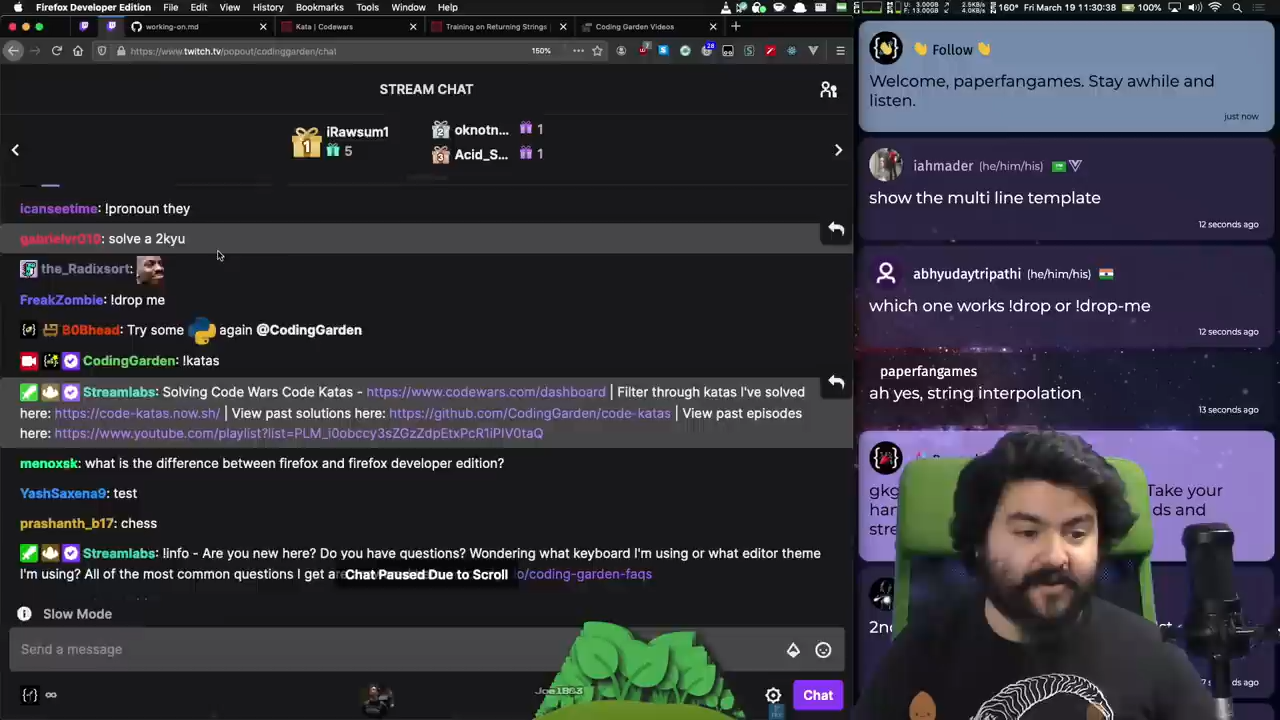 Firefox Developer Edition File Edit View History Bookmarks Tools Window Help
160° Fri March 19 11:30:38 100%
working-on.md
Kata | Codewars
Training on Returning Strings |
Coding Garden Videos
https://www.twitch.tv/popout/codinggarden/chat
150%
STREAM CHAT
iRawsum1
5
oknotn... 1
Acid_S... 1
icanseetime: !pronoun they
gabrielvr010: solve a 2kyu
the_Radixsort:
FreakZombie: !drop me
B0Bhead: Try some again @CodingGarden
CodingGarden: !katas
Streamlabs: Solving Code Wars Code Katas - https://www.codewars.com/dashboard | Filter through katas I've solved
here: https://code-katas.now.sh/ | View past solutions here: https://github.com/CodingGarden/code-katas | View past episodes
here: https://www.youtube.com/playlist?list=PLM_i0obccy3sZGzZdpEtxPcR1iPIV0taQ
menoxsk: what is the difference between firefox and firefox developer edition?
YashSaxena9: test
prashanth_b17: chess
Streamlabs: !info - Are you new here? Do you have questions? Wondering what keyboard I'm using or what editor theme
I'm using? All of the most common questions I get ar
Chat Paused Due to Scroll
o/coding-garden-faqs
Slow Mode
Send a message
Joe1863
Chat
Follow
Welcome, paperfangames. Stay awhile and
listen.
just now
iahmader (he/him/his)
show the multi line template
12 seconds ago
abhyudaytripathi (he/him/his)
which one works !drop or !drop-me
12 seconds ago
paperfangames
ah yes, string interpolation
13 seconds ago
gkg
Take your
han
ds and
stre
2nd